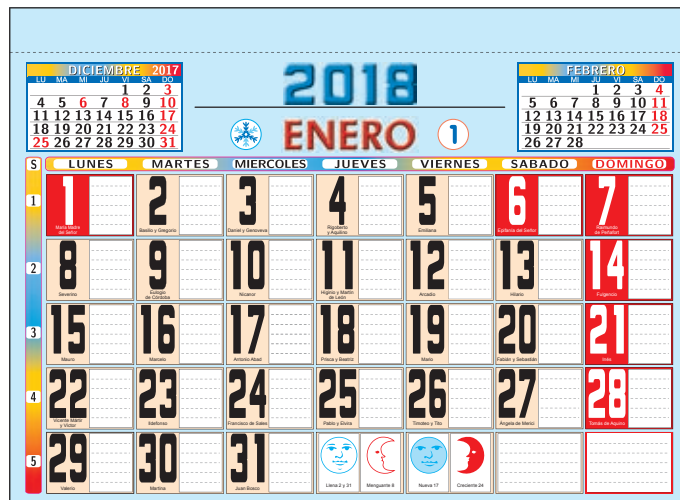 DICIEMBRE 2017
LU MA MI JU VI SA DO
1 2 3
4 5 6 7 8 9 10
11 12 13 14 15 16 17
18 19 20 21 22 23 24
25 26 27 28 29 30 31
2018
ENERO 1
FEBRERO
LU MA MI JU VI SA DO
1 2 3 4
5 6 7 8 9 10 11
12 13 14 15 16 17 18
19 20 21 22 23 24 25
26 27 28
S LUNES MARTES MIERCOLES JUEVES VIERNES SABADO DOMINGO
1 1 2 3 4 5 6 7
María Madre del Señor Basilio y Gregorio Daniel y Genoveva Rigoberto y Aquilino Emiliana Epifanía del Señor Raimundo de Peñafort
2 8 9 10 11 12 13 14
Severino Eulogio de Córdoba Nicanor Higinio y Martín de León Arcadio Hilario Fulgencio
3 15 16 17 18 19 20 21
Mauro Marcelo Antonio Abad Prisca y Beatriz Mario Fabián y Sebastián Inés
4 22 23 24 25 26 27 28
Vicente Mártir y Víctor Ildefonso Francisco de Sales Pablo y Elvira Timoteo y Tito Angela de Merici Tomás de Aquino
5 29 30 31
Valerio Martina Juan Bosco Llena 2 y 31 Menguante 8 Nueva 17 Creciente 24